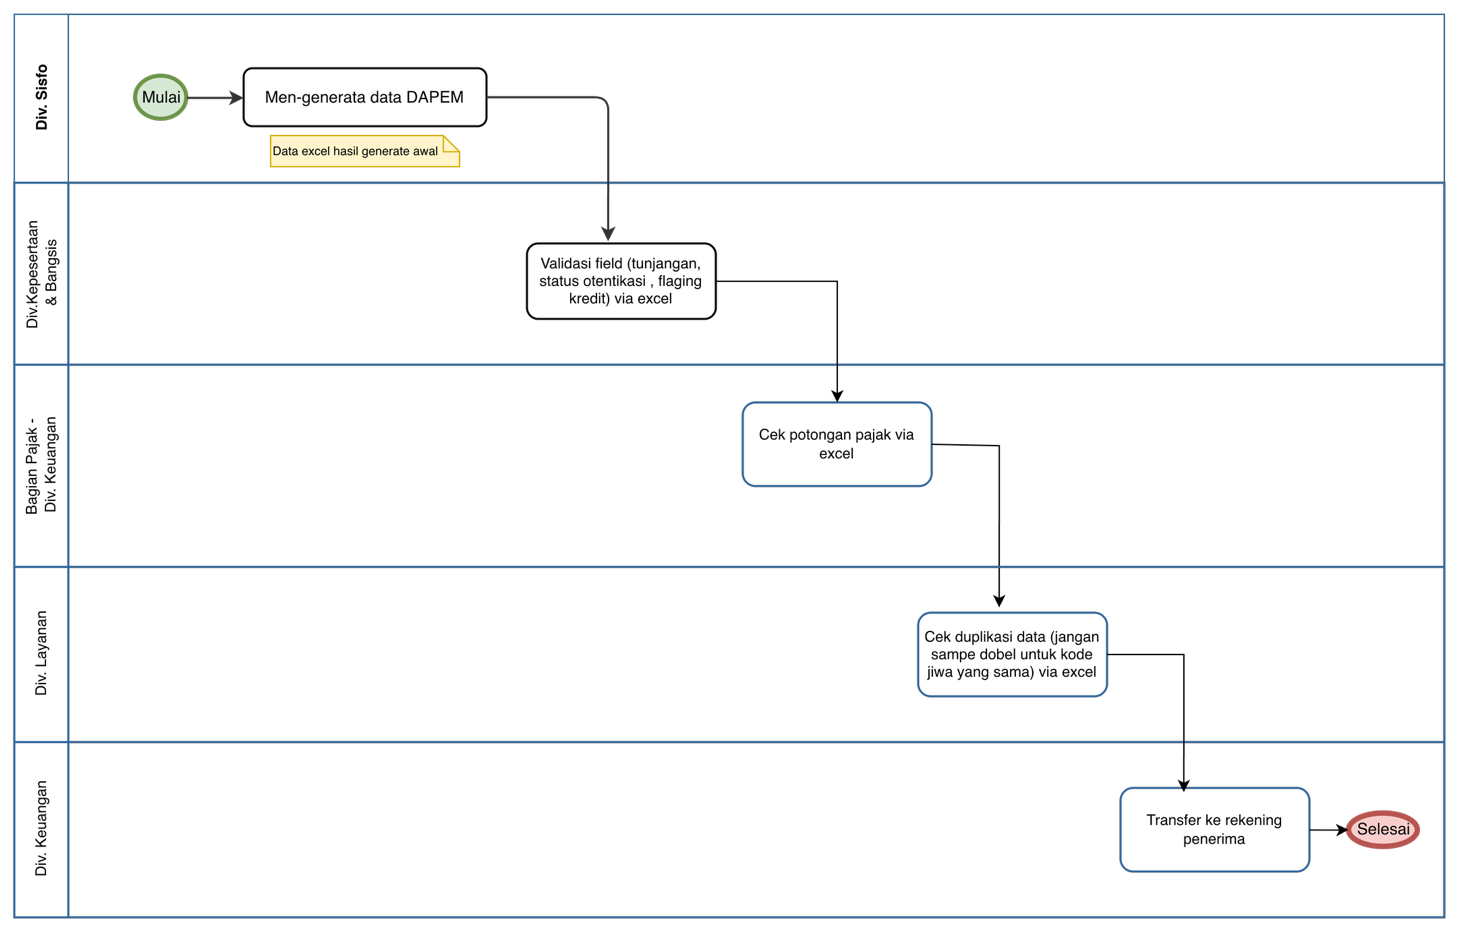 Div. Sisfo
Mulai
Men-generata data DAPEM
Data excel hasil generate awal
Div.Kepesertaan
& Bangsis
Validasi field (tunjangan,
status otentikasi , flaging
kredit) via excel
Bagian Pajak -
Div. Keuangan
Cek potongan pajak via
excel
Div. Layanan
Cek duplikasi data (jangan
sampe dobel untuk kode
jiwa yang sama) via excel
Div. Keuangan
Transfer ke rekening
penerima
Selesai